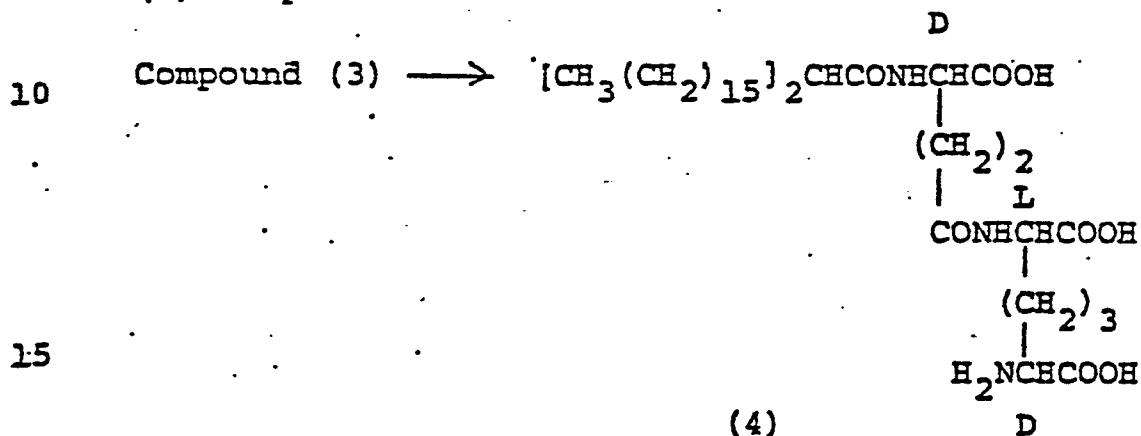 D
10 Compound (3) → [CH3(CH2)15]2CHCONHCHCOOH
(CH2)2
L
CONHCHCOOH
(CH2)3
15 H2NCHCOOH
(4) D